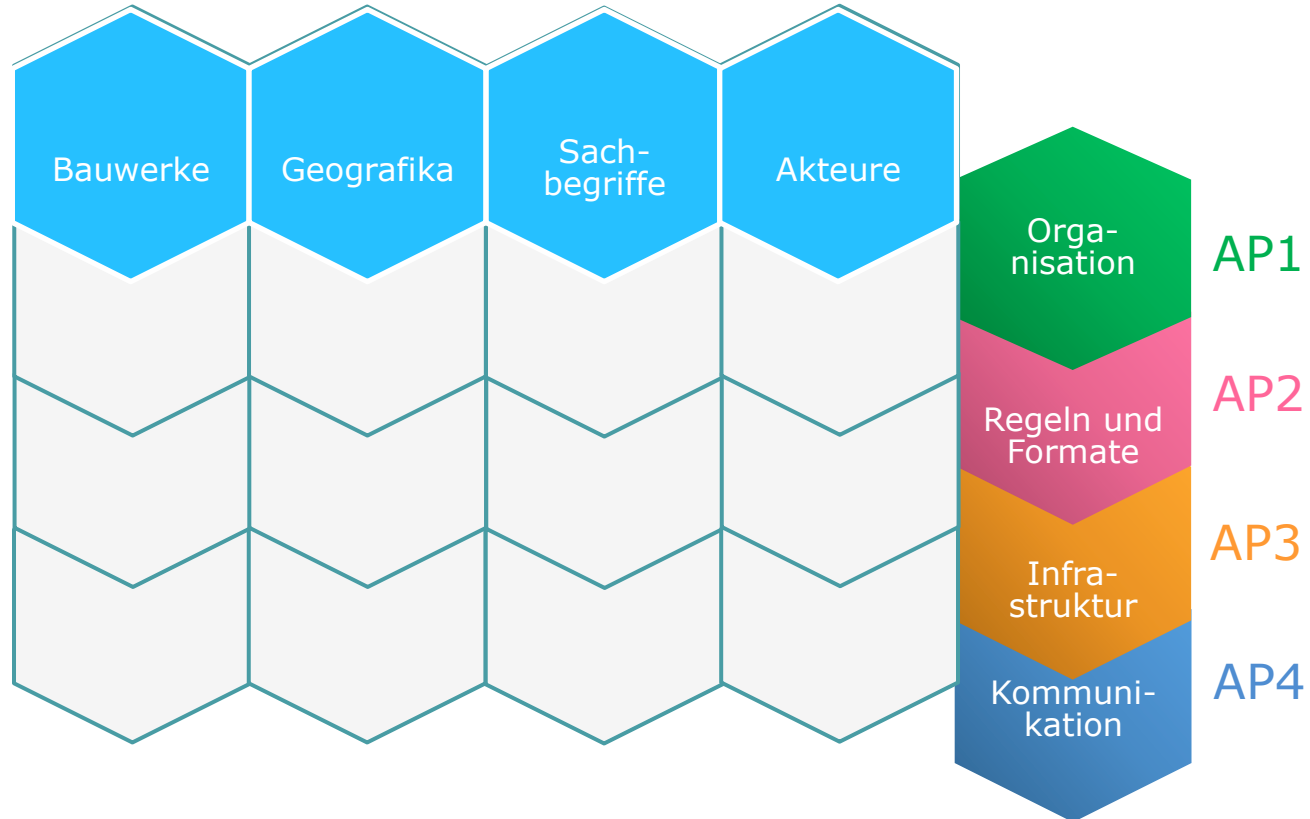 Bauwerke
Geografika
Sach-
begriffe
Akteure
Orga-
nisation
AP1
Regeln und
Formate
AP2
Infra-
struktur
AP3
Kommuni-
kation
AP4